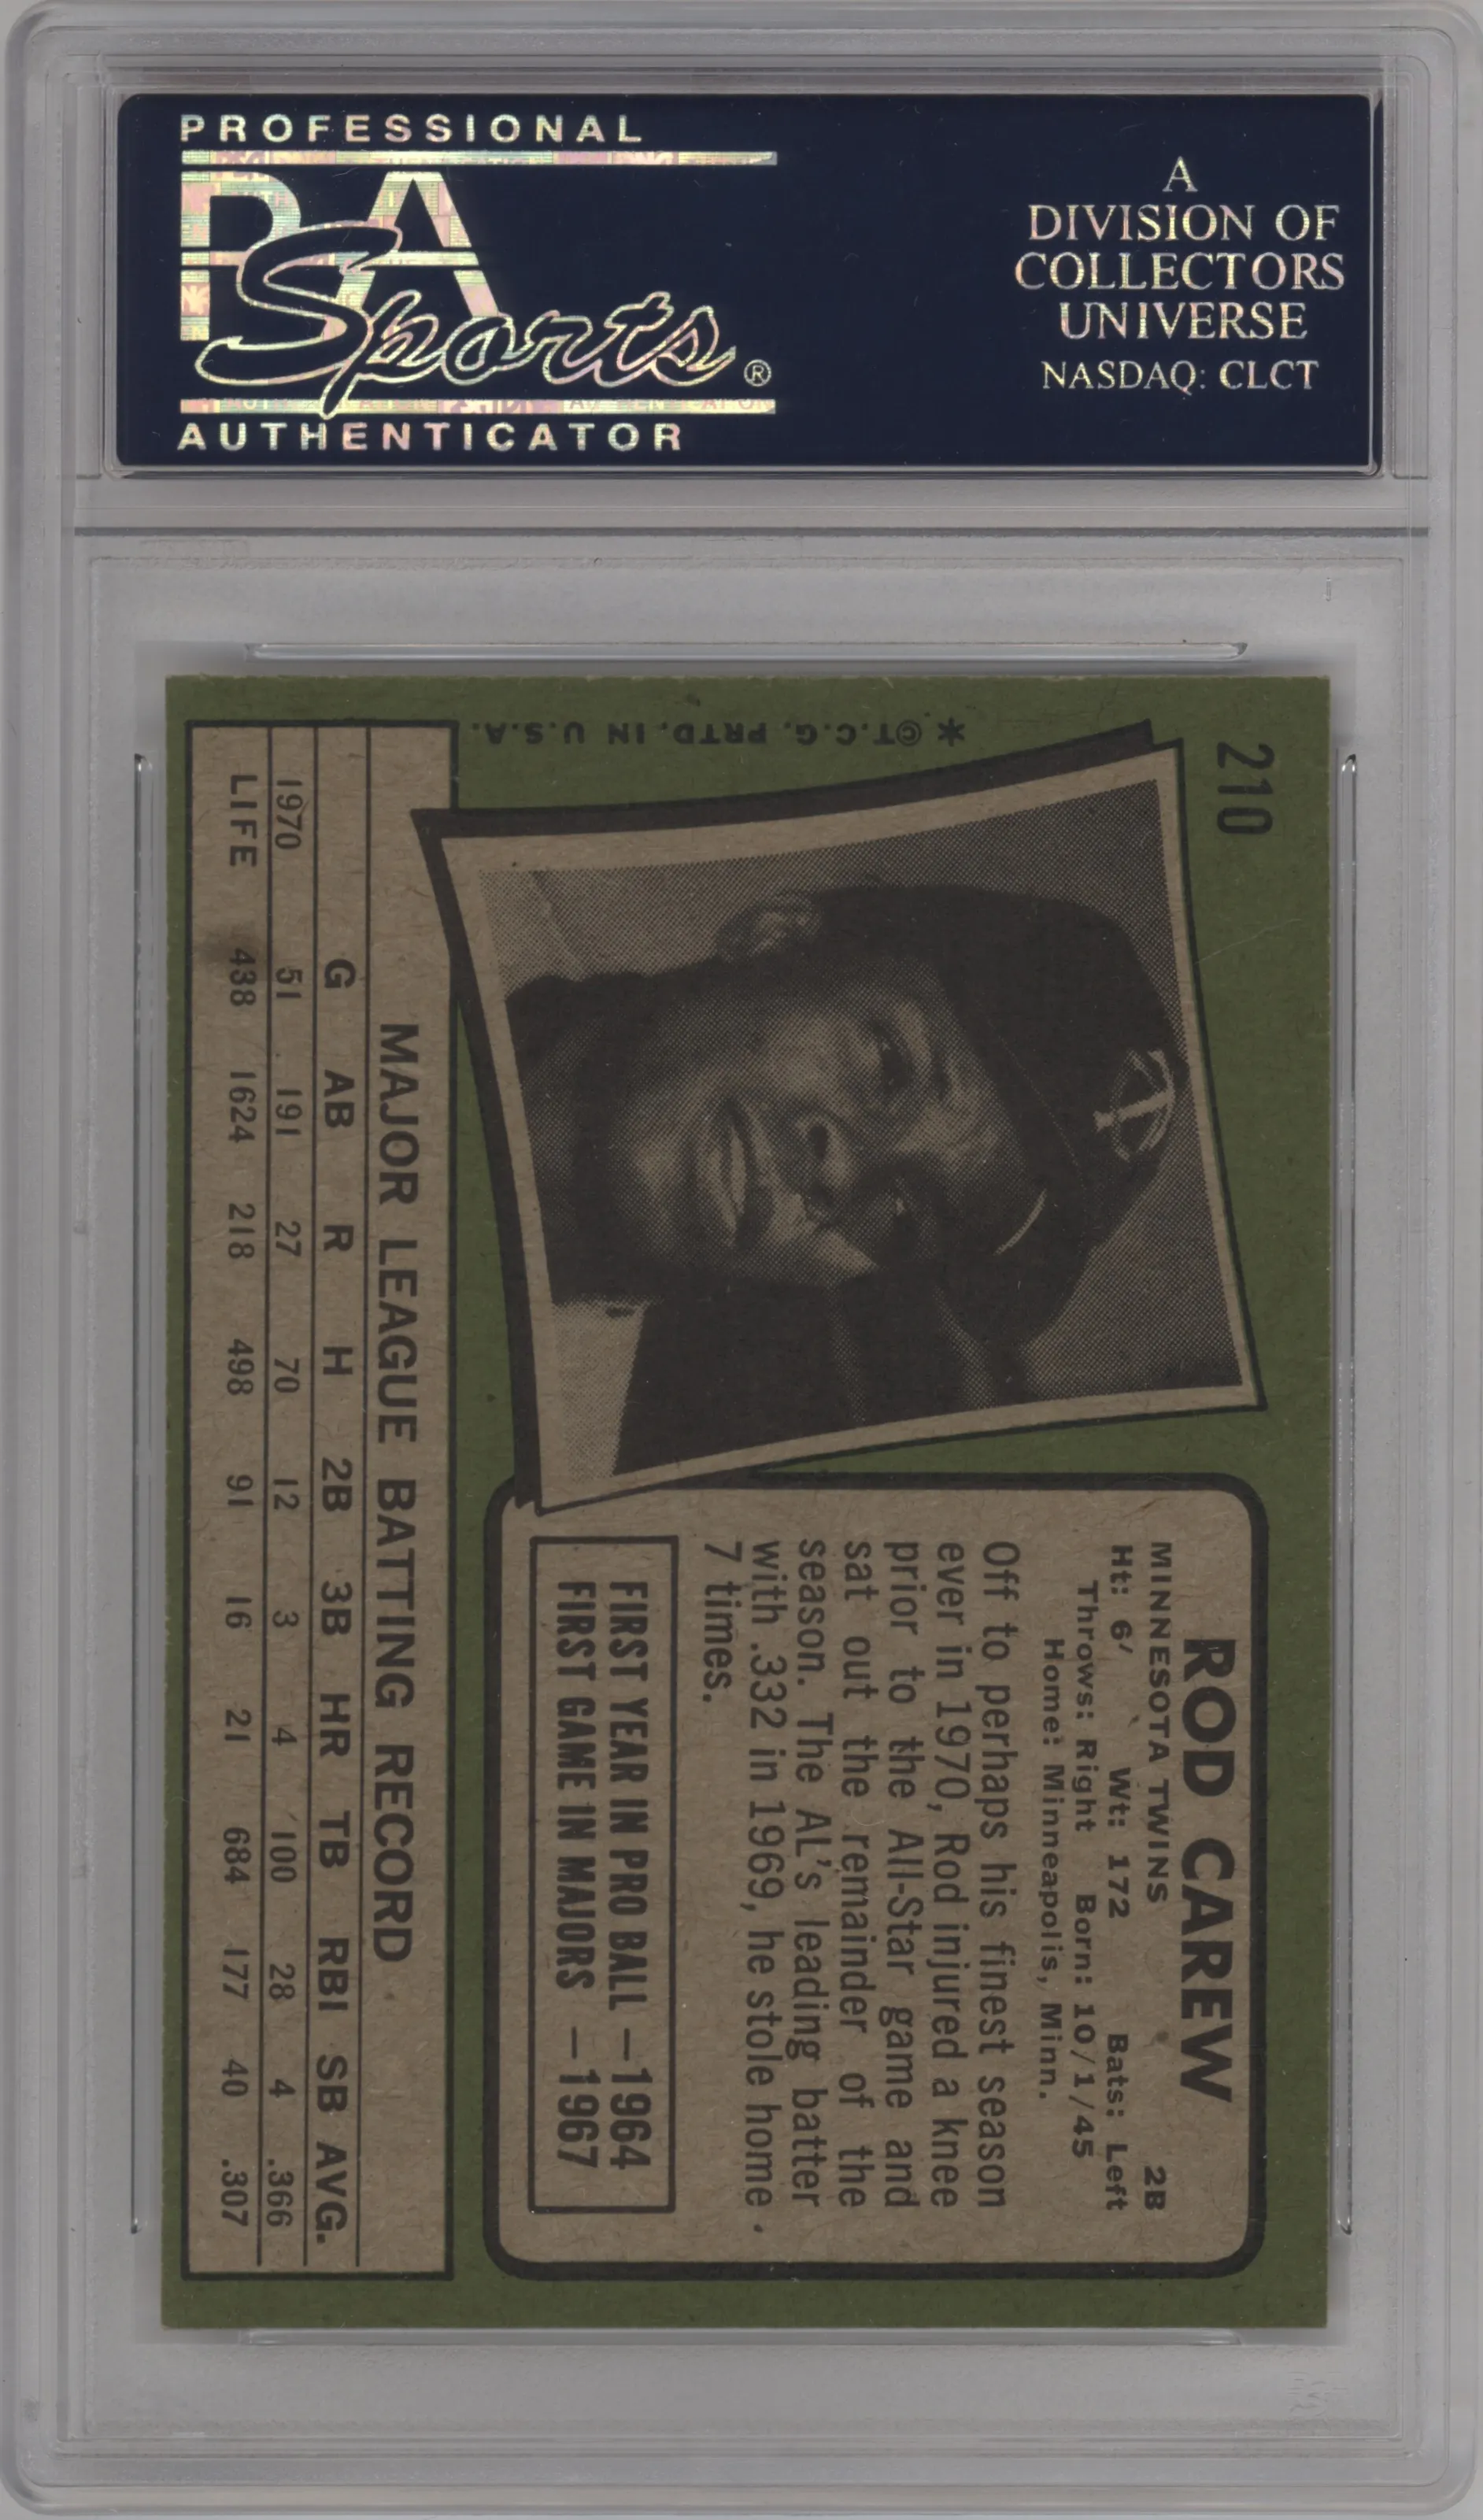 PROFESSIONAL
PSA
Sports ®
AUTHENTICATOR
A
DIVISION OF
COLLECTORS
UNIVERSE
NASDAQ: CLCT
210
✶ ©T.C.G. PRTD. IN U.S.A.
ROD CAREW
MINNESOTA TWINS 2B
Ht: 6' Wt: 172 Bats: Left
Throws: Right Born: 10/1/45
Home: Minneapolis, Minn.
Off to perhaps his finest season
ever in 1970, Rod injured a knee
prior to the All-Star game and
sat out the remainder of the
season. The AL's leading batter
with .332 in 1969, he stole home
7 times.
FIRST YEAR IN PRO BALL —1964
FIRST GAME IN MAJORS —1967
MAJOR LEAGUE BATTING RECORD
G AB R H 2B 3B HR TB RBI SB AVG.
1970 51 191 27 70 12 3 4 100 28 4 .366
LIFE 438 1624 218 498 91 16 21 684 177 40 .307